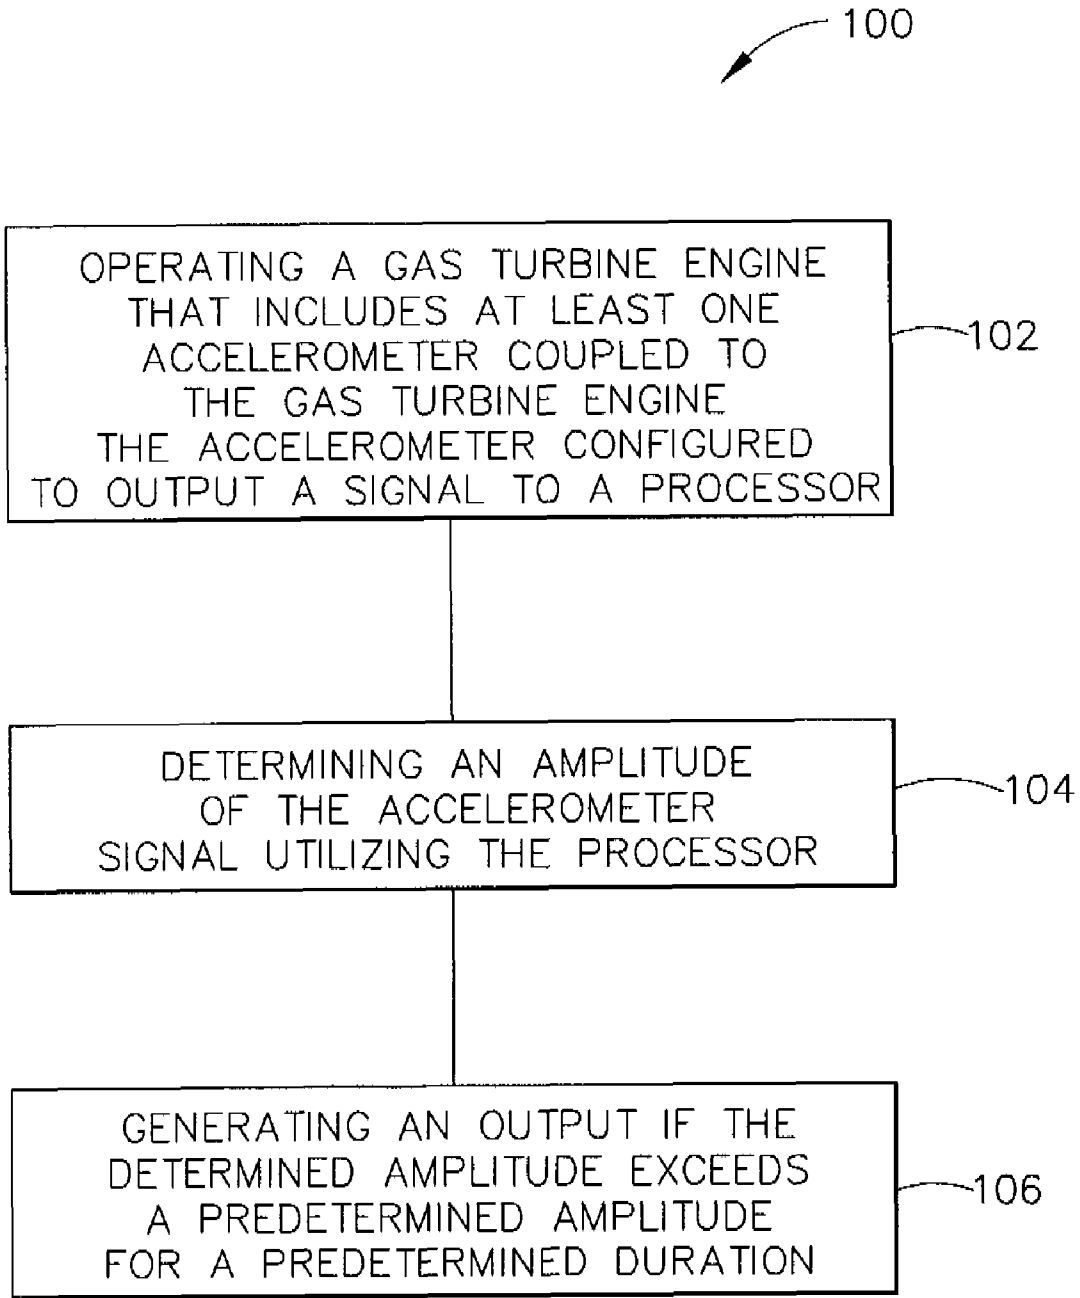 100
OPERATING A GAS TURBINE ENGINE
THAT INCLUDES AT LEAST ONE
ACCELEROMETER COUPLED TO
THE GAS TURBINE ENGINE
THE ACCELEROMETER CONFIGURED
TO OUTPUT A SIGNAL TO A PROCESSOR
102
DETERMINING AN AMPLITUDE
OF THE ACCELEROMETER
SIGNAL UTILIZING THE PROCESSOR
104
GENERATING AN OUTPUT IF THE
DETERMINED AMPLITUDE EXCEEDS
A PREDETERMINED AMPLITUDE
FOR A PREDETERMINED DURATION
106